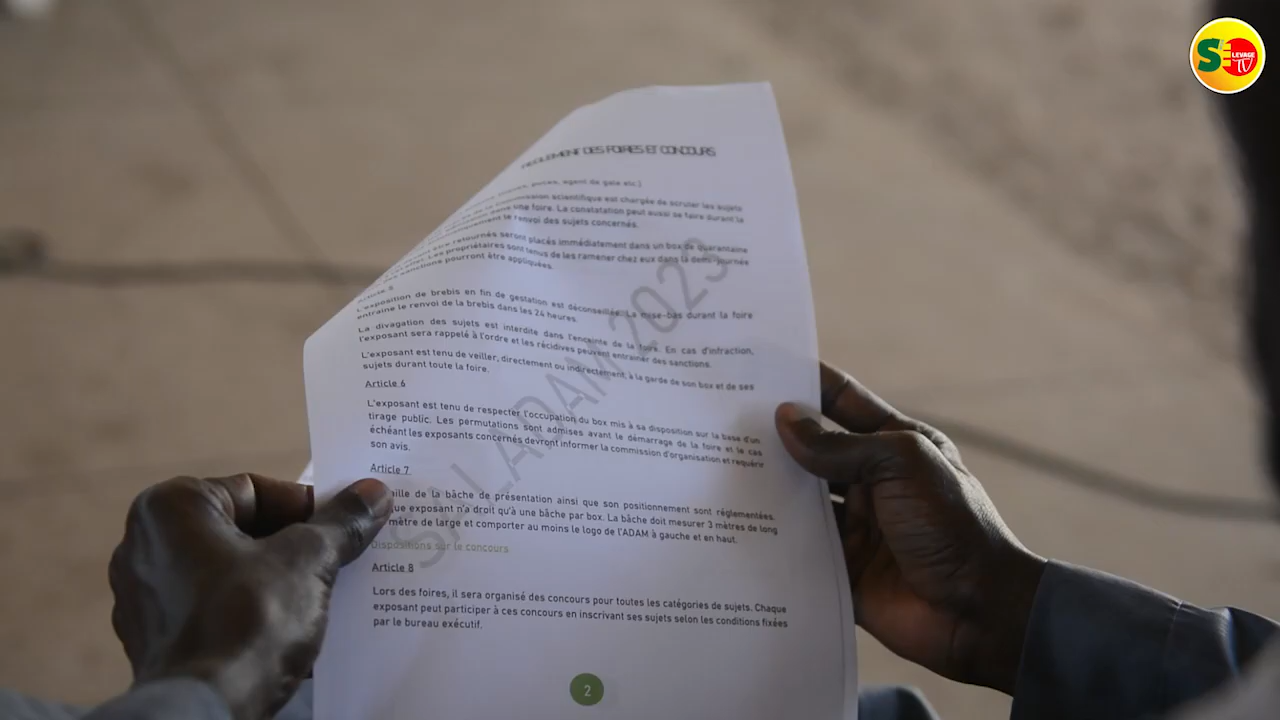 SE
LEVAGE
TV
REGLEMENT DES FOIRES ET CONCOURS
agent de gale etc.)
Commission scientifique est chargée de scruter les sujets
une foire. La constatation peut aussi se faire durant la
le renvoi des sujets concernés.
être retournés seront placés immédiatement dans un box de quarantaine
Les propriétaires sont tenus de les ramener chez eux dans la demi-journée
sanctions pourront être appliquées.
Article 5
L'exposition de brebis en fin de gestation est déconseillée. La mise-bas durant la foire
entraine le renvoi de la brebis dans les 24 heures.
La divagation des sujets est interdite dans l'enceinte de la foire. En cas d'infraction,
l'exposant sera rappelé à l'ordre et les récidives peuvent entrainer des sanctions.
L'exposant est tenu de veiller, directement ou indirectement, à la garde de son box et de ses
sujets durant toute la foire.
Article 6
L'exposant est tenu de respecter l'occupation du box mis à sa disposition sur la base d'un
tirage public. Les permutations sont admises avant le démarrage de la foire et le cas
échéant les exposants concernés devront informer la commission d'organisation et requérir
son avis.
Article 7
ille de la bâche de présentation ainsi que son positionnement sont réglementées.
que exposant n'a droit qu'à une bâche par box. La bâche doit mesurer 3 mètres de long
mètre de large et comporter au moins le logo de l'ADAM à gauche et en haut.
Dispositions sur le concours
Article 8
Lors des foires, il sera organisé des concours pour toutes les catégories de sujets. Chaque
exposant peut participer à ces concours en inscrivant ses sujets selon les conditions fixées
par le bureau exécutif.
SALADAM 2023
2